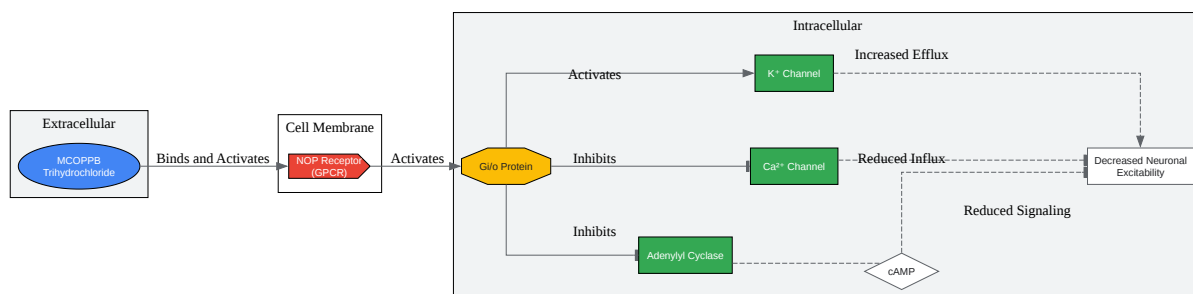 Intracellular
Increased Efflux
K⁺ Channel
Activates
Extracellular
Cell Membrane
MCOPPB
Trihydrochloride
Binds and Activates
NOP Receptor
(GPCR)
Activates
Gi/o Protein
Inhibits
Ca²⁺ Channel
Reduced Influx
Decreased Neuronal
Excitability
Reduced Signaling
Inhibits
Adenylyl Cyclase
cAMP